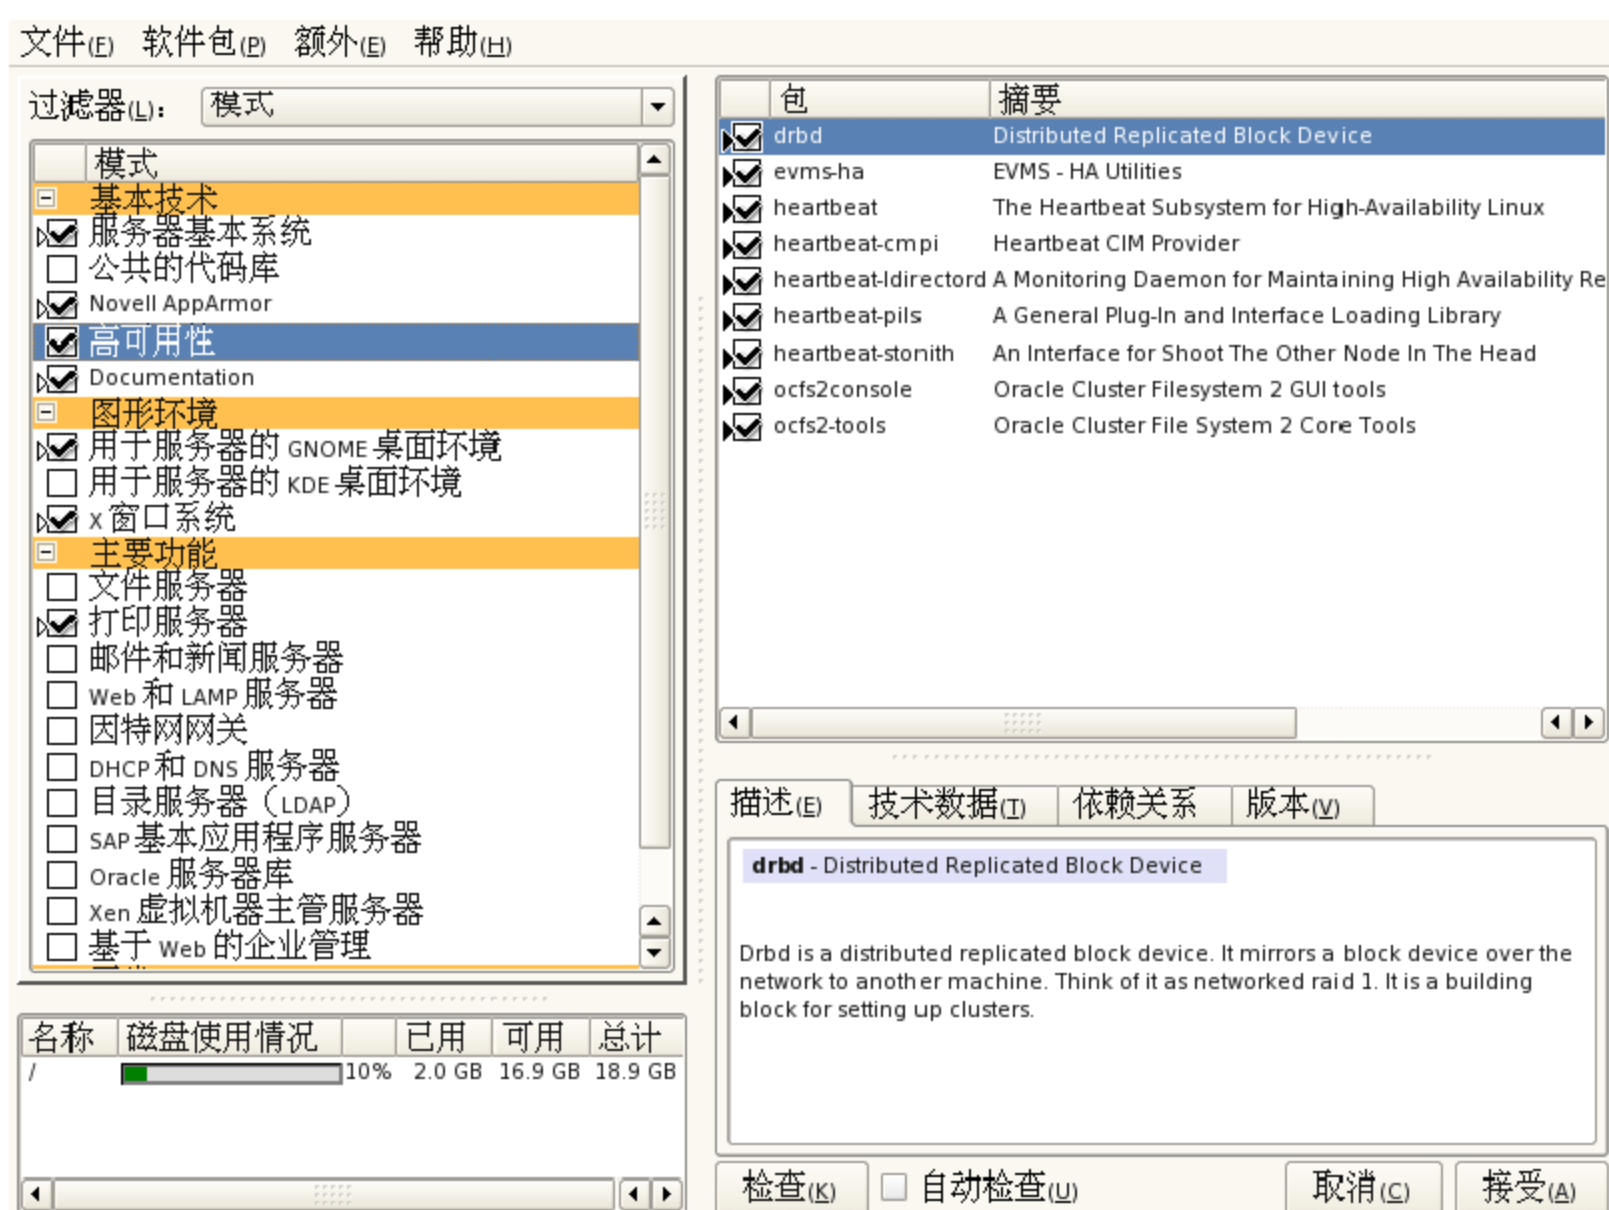 文件(F) 软件包(P) 额外(E) 帮助(H)
过滤器(L): 模式
模式
基本技术
服务器基本系统
公共的代码库
Novell AppArmor
高可用性
Documentation
图形环境
用于服务器的 GNOME 桌面环境
用于服务器的 KDE 桌面环境
X 窗口系统
主要功能
文件服务器
打印服务器
邮件和新闻服务器
Web 和 LAMP 服务器
因特网网关
DHCP 和 DNS 服务器
目录服务器（LDAP）
SAP 基本应用程序服务器
Oracle 服务器库
Xen 虚拟机器主管服务器
基于 Web 的企业管理
名称 磁盘使用情况 已用 可用 总计
/ 10% 2.0 GB 16.9 GB 18.9 GB
包 摘要
drbd Distributed Replicated Block Device
evms-ha EVMS - HA Utilities
heartbeat The Heartbeat Subsystem for High-Availability Linux
heartbeat-cmpi Heartbeat CIM Provider
heartbeat-ldirectord A Monitoring Daemon for Maintaining High Availability Re
heartbeat-pils A General Plug-In and Interface Loading Library
heartbeat-stonith An Interface for Shoot The Other Node In The Head
ocfs2console Oracle Cluster Filesystem 2 GUI tools
ocfs2-tools Oracle Cluster File System 2 Core Tools
描述(E) 技术数据(T) 依赖关系 版本(V)
drbd - Distributed Replicated Block Device
Drbd is a distributed replicated block device. It mirrors a block device over the
network to another machine. Think of it as networked raid 1. It is a building
block for setting up clusters.
检查(K) 自动检查(U) 取消(C) 接受(A)